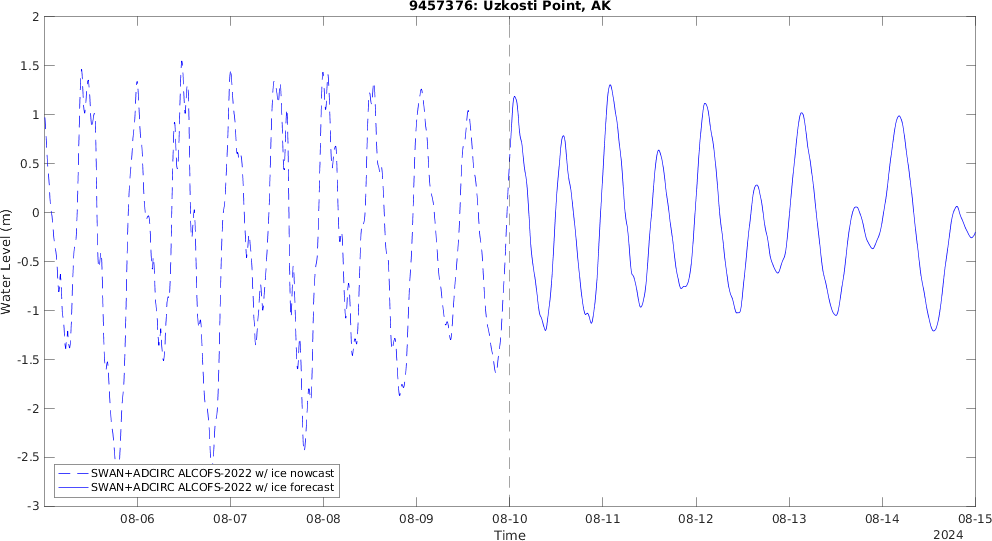 9457376: Uzkosti Point, AK
2
1.5
1
0.5
0
-0.5
-1
-1.5
-2
-2.5
-3
Water Level (m)
SWAN+ADCIRC ALCOFS-2022 w/ ice nowcast
SWAN+ADCIRC ALCOFS-2022 w/ ice forecast
08-06 08-07 08-08 08-09 08-10 08-11 08-12 08-13 08-14 08-15
Time
2024